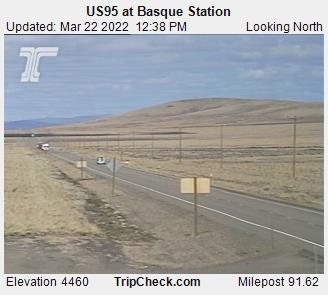 US95 at Basque Station
Updated: Mar 22 2022 12:38 PM Looking North
Elevation 4460 TripCheck.com Milepost 91.62